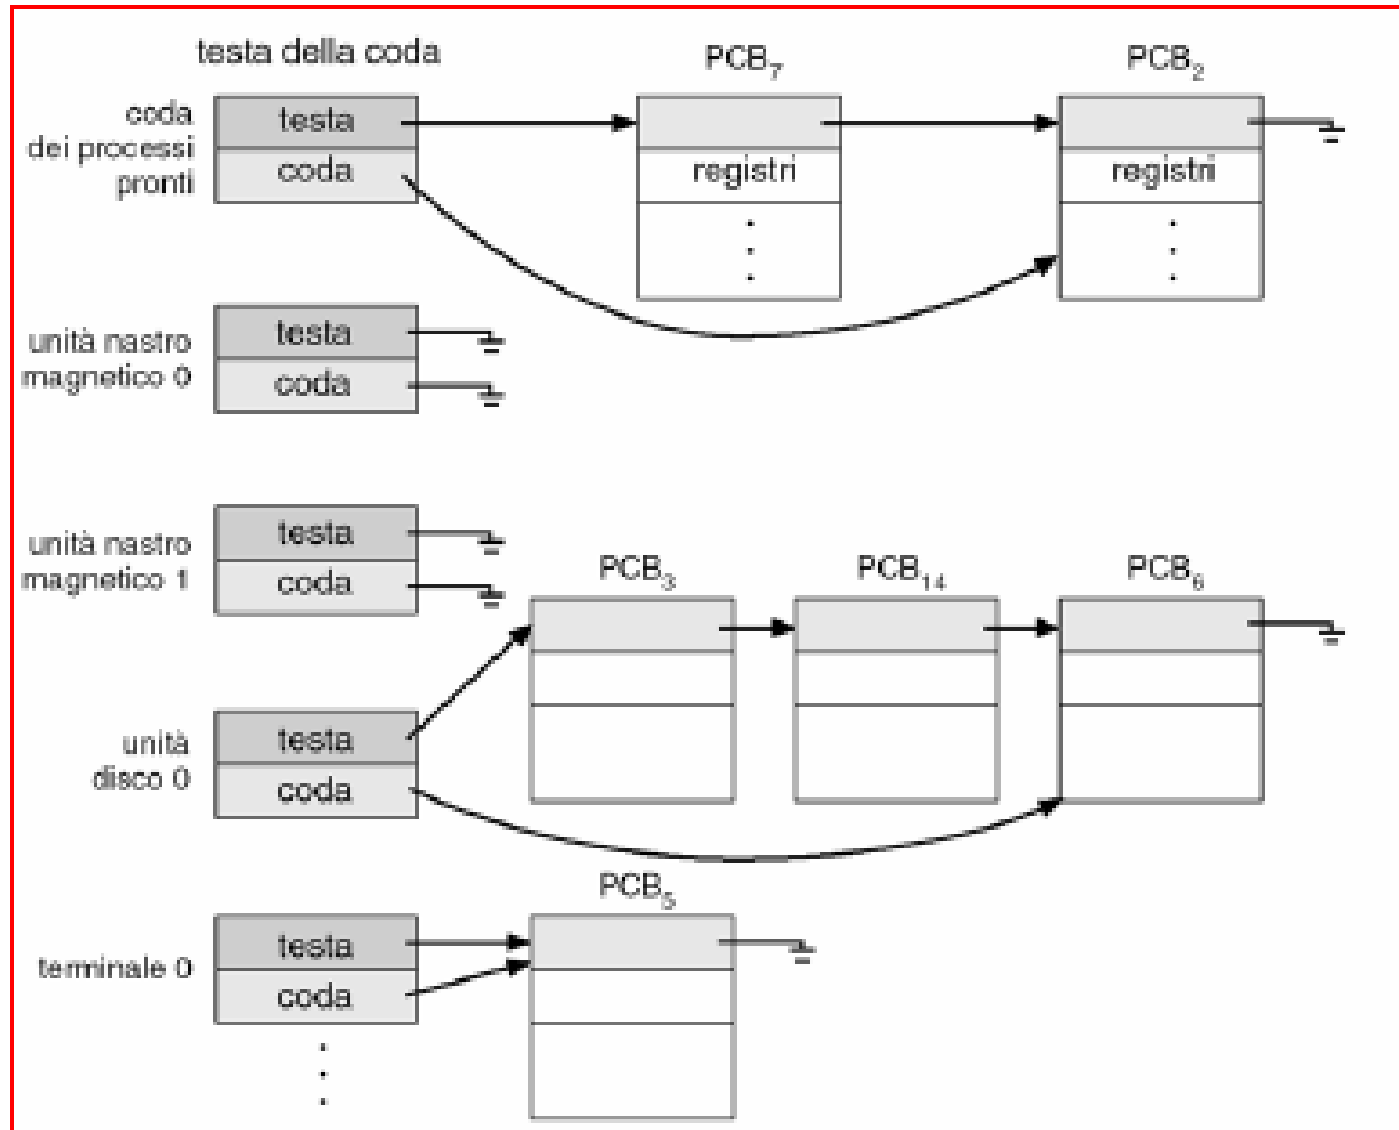 testa della coda
PCB7
PCB2
coda
dei processi
pronti
testa
coda
registri
registri
unità nastro
magnetico 0
testa
coda
unità nastro
magnetico 1
testa
coda
PCB3
PCB14
PCB6
unità
disco 0
testa
coda
PCB5
terminale 0
testa
coda